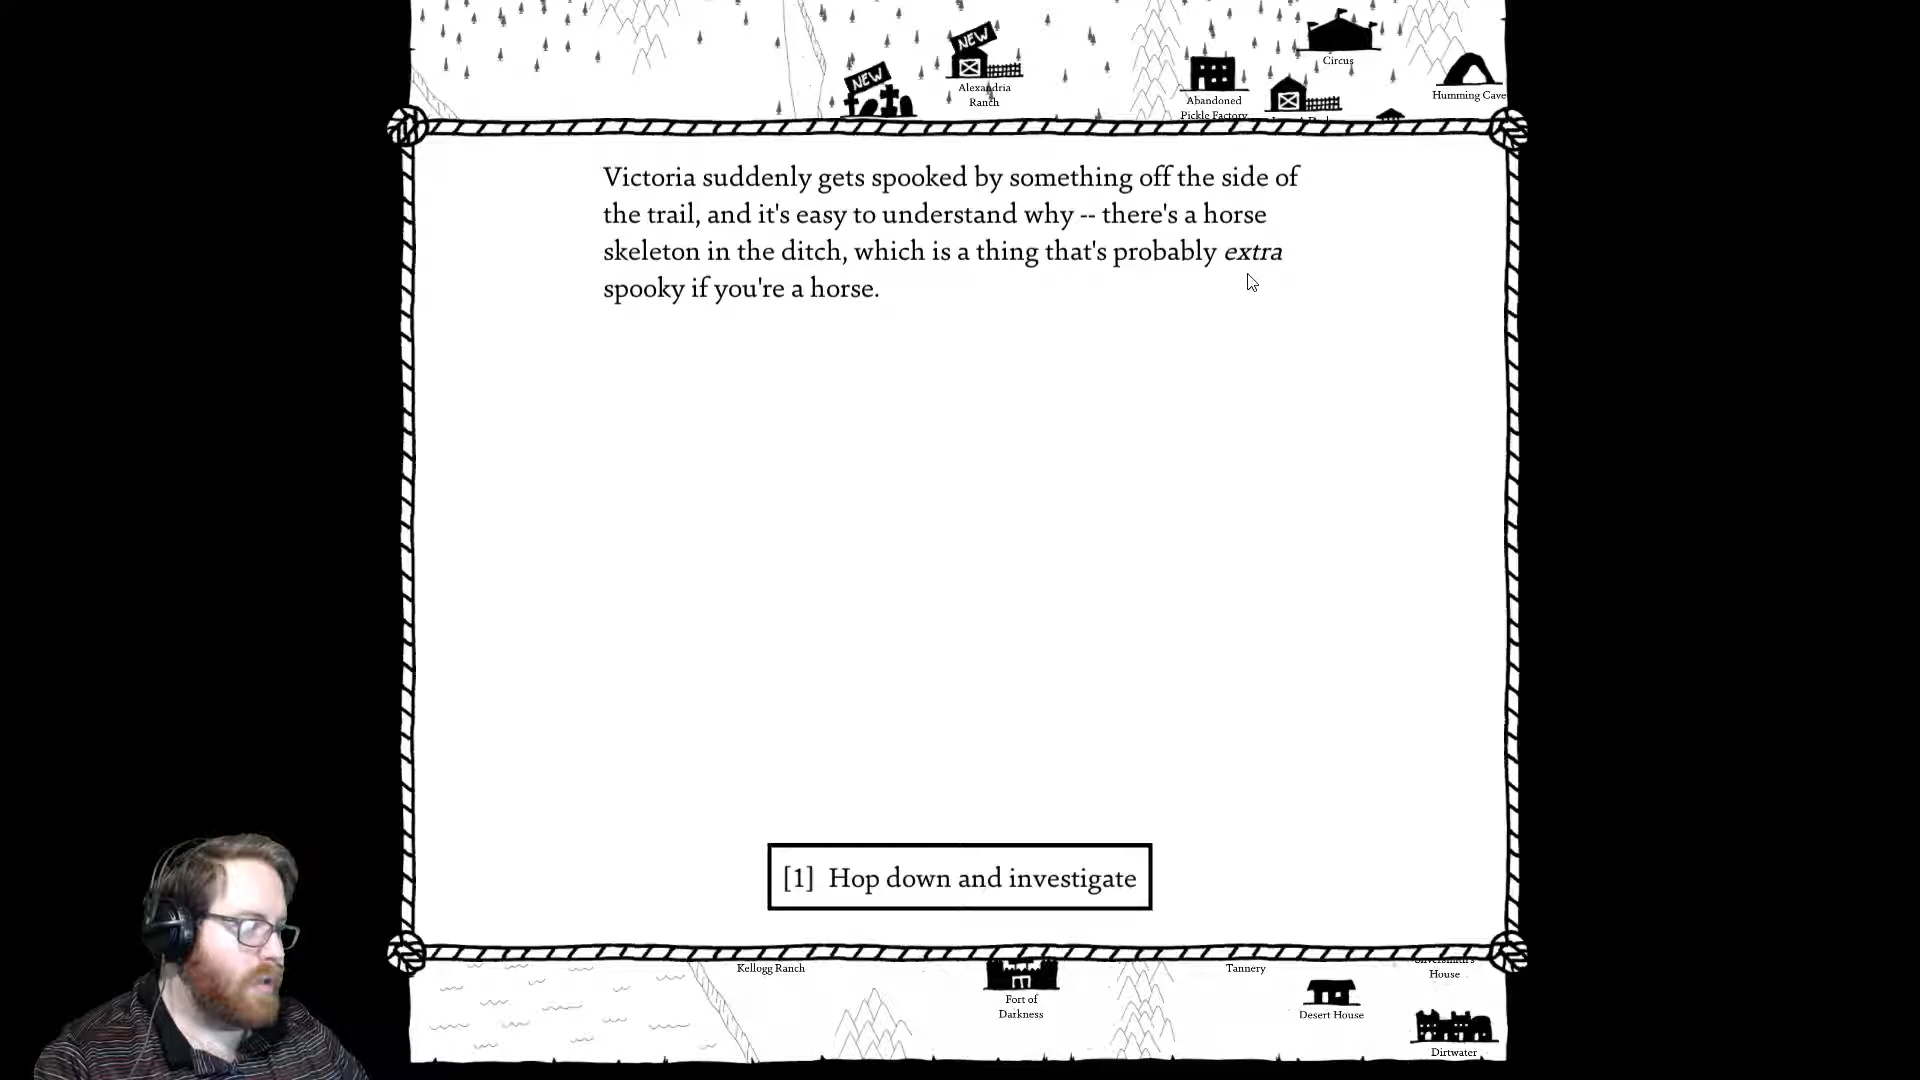 NEW
NEW
Circus
Alexandria
Ranch
Humming Cave
Abandoned
Pickle Factory
Victoria suddenly gets spooked by something off the side of
the trail, and it's easy to understand why -- there's a horse
skeleton in the ditch, which is a thing that's probably extra
spooky if you're a horse.
[1] Hop down and investigate
Kellogg Ranch
Tannery
Silversmith's
House
Fort of
Darkness
Desert House
Dirtwater